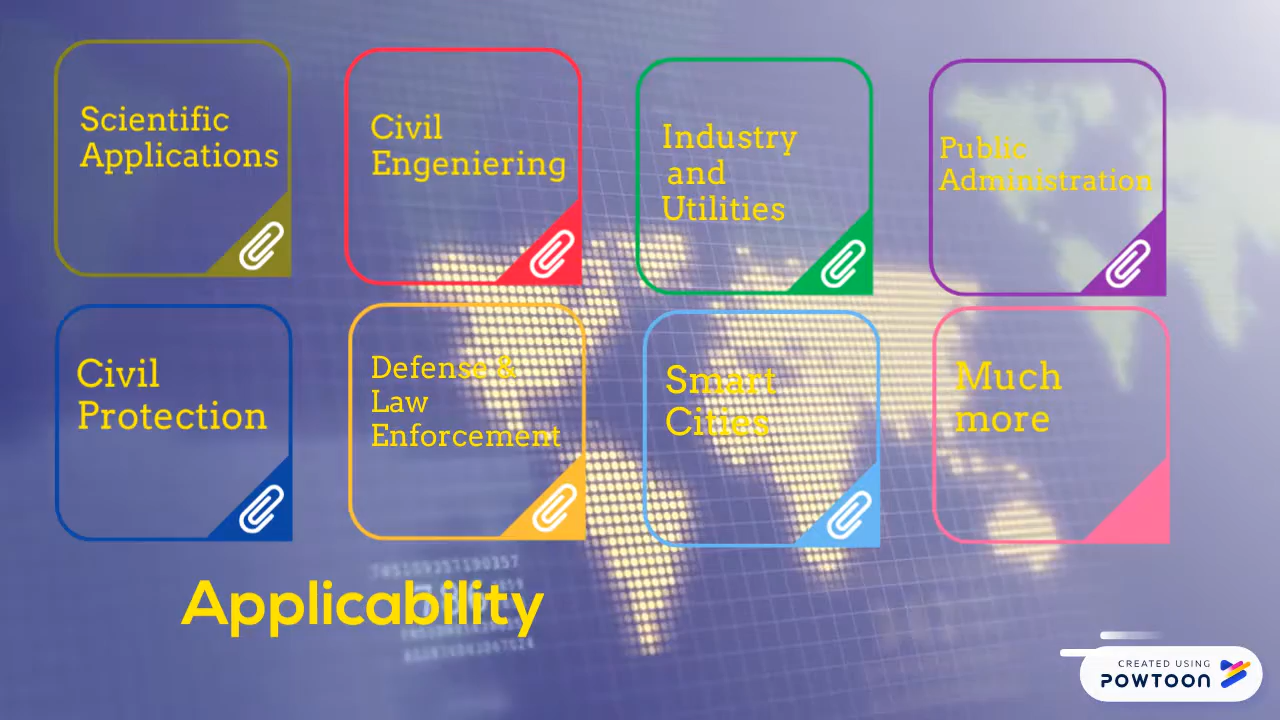 Scientific
Applications
Civil
Engeniering
Industry
and
Utilities
Public
Administration
Civil
Protection
Defense &
Law
Enforcement
Smart
Cities
Much
more
Applicability
CREATED USING
POWTOON